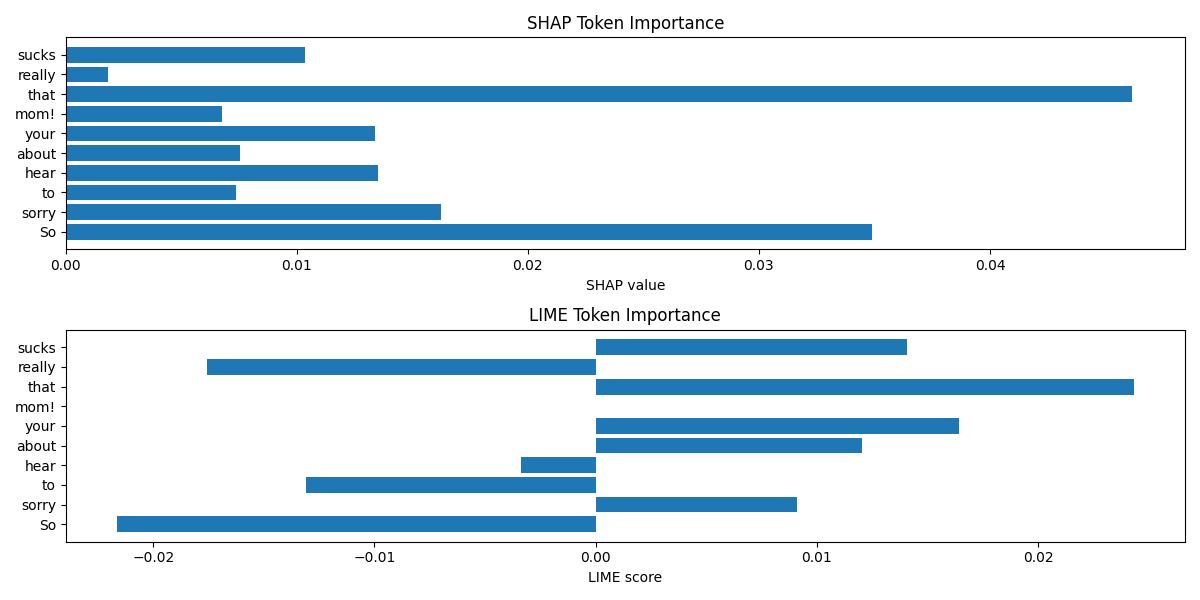 SHAP Token Importance
sucks
really
that
mom!
your
about
hear
to
sorry
So
0.00 0.01 0.02 0.03 0.04
SHAP value
LIME Token Importance
sucks
really
that
mom!
your
about
hear
to
sorry
So
−0.02 −0.01 0.00 0.01 0.02
LIME score